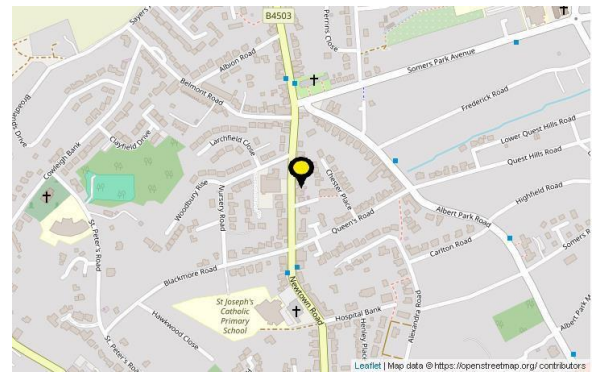 Sayers
B4503
Perrins Close
Albion Road
Somers Park Avenue
Belmont Road
Broadlands Drive
Frederick Road
Clayfield Drive
Larchfield Close
Lower Quest Hills Road
Cowleigh Bank
Quest Hills Road
Woodbury Rise
Nursery Road
Chester Place
Highfield Road
St. Peter's Road
Queen's Road
Albert Park Road
Carlton Road
Somers
Blackmore Road
Newtown Road
Alexandra Road
St Joseph's
Catholic
Primary
School
Hospital Bank
Hawkwood Close
Henley Place
Albert Park
St. Peter's
Leaflet | Map data © https://openstreetmap.org/ contributors